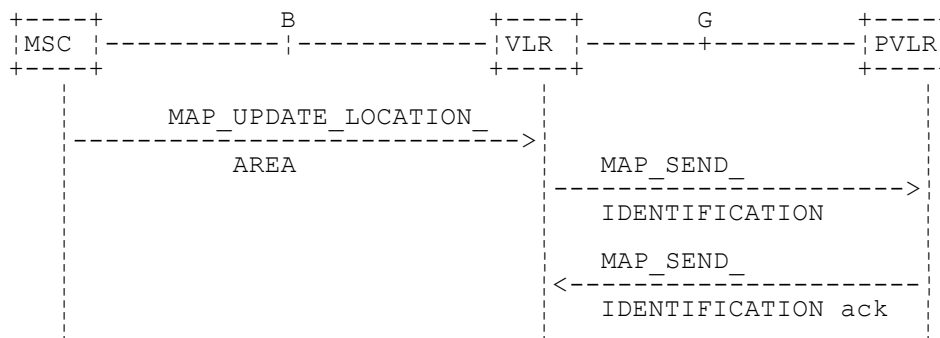 +----+ B +----+ G +----
¦MSC ¦-----------¦------------¦VLR ¦-------+---------¦PVLR
+----+ +----+ +----
MAP_UPDATE_LOCATION_
---------------------------->
AREA
MAP_SEND_
---------------------->
IDENTIFICATION
MAP_SEND_
<----------------------
IDENTIFICATION ack